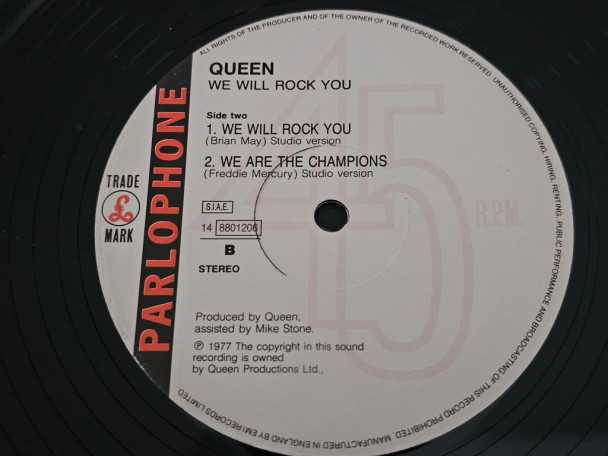 ALL RIGHTS OF THE PRODUCER AND OF THE OWNER OF THE RECORDED WORK RESERVED. UNAUTHORISED COPYING, HIRING, RENTING, PUBLIC PERFORMANCE AND BROADCASTING OF THIS RECORD PROHIBITED. MANUFACTURED IN ENGLAND BY EMI RECORDS LIMITED
QUEEN
WE WILL ROCK YOU
Side two
1. WE WILL ROCK YOU
(Brian May) Studio version
2. WE ARE THE CHAMPIONS
(Freddie Mercury) Studio version
PARLOPHONE
TRADE
£
MARK
45
R.P.M.
S.I.A.E.
14 8801206
B
STEREO
Produced by Queen,
assisted by Mike Stone.
℗ 1977 The copyright in this sound
recording is owned
by Queen Productions Ltd.,